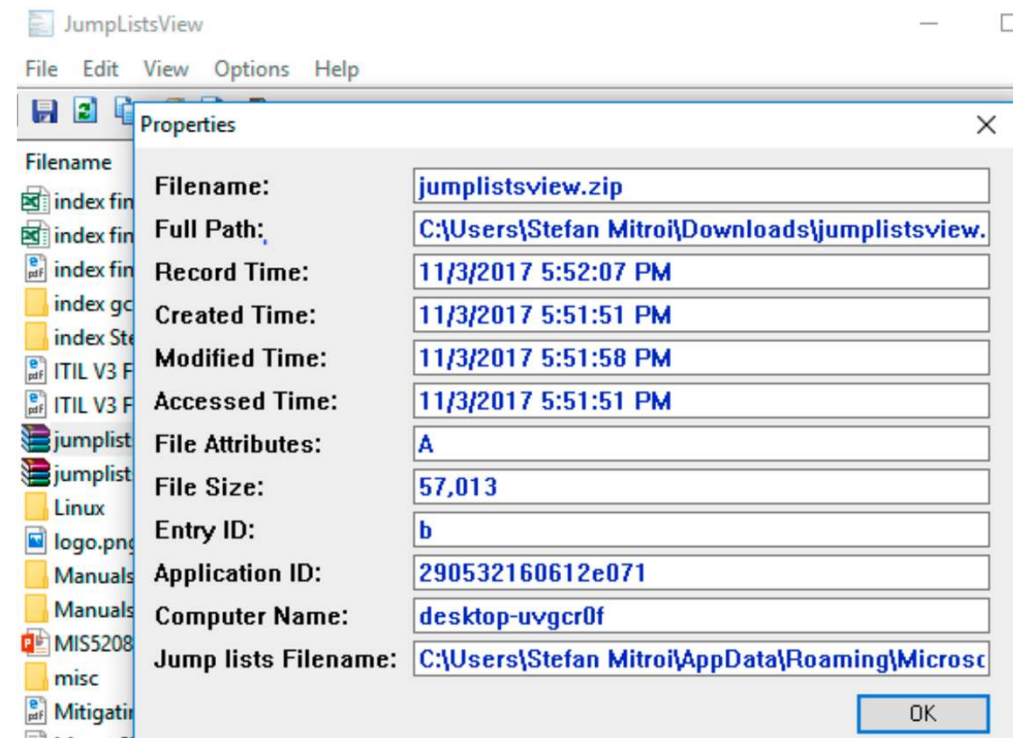 JumpListsView
File Edit View Options Help
Properties
Filename
index fin
index fin
index fin
index gc
index Ste
ITIL V3 F
ITIL V3 F
jumplist
jumplist
Linux
logo.png
Manuals
Manuals
MIS5208
misc
Mitigatin
Filename: jumplistsview.zip
Full Path: C:\Users\Stefan Mitroi\Downloads\jumplistsview.
Record Time: 11/3/2017 5:52:07 PM
Created Time: 11/3/2017 5:51:51 PM
Modified Time: 11/3/2017 5:51:58 PM
Accessed Time: 11/3/2017 5:51:51 PM
File Attributes: A
File Size: 57,013
Entry ID: b
Application ID: 290532160612e071
Computer Name: desktop-uvgcr0f
Jump lists Filename: C:\Users\Stefan Mitroi\AppData\Roaming\Microsc
OK